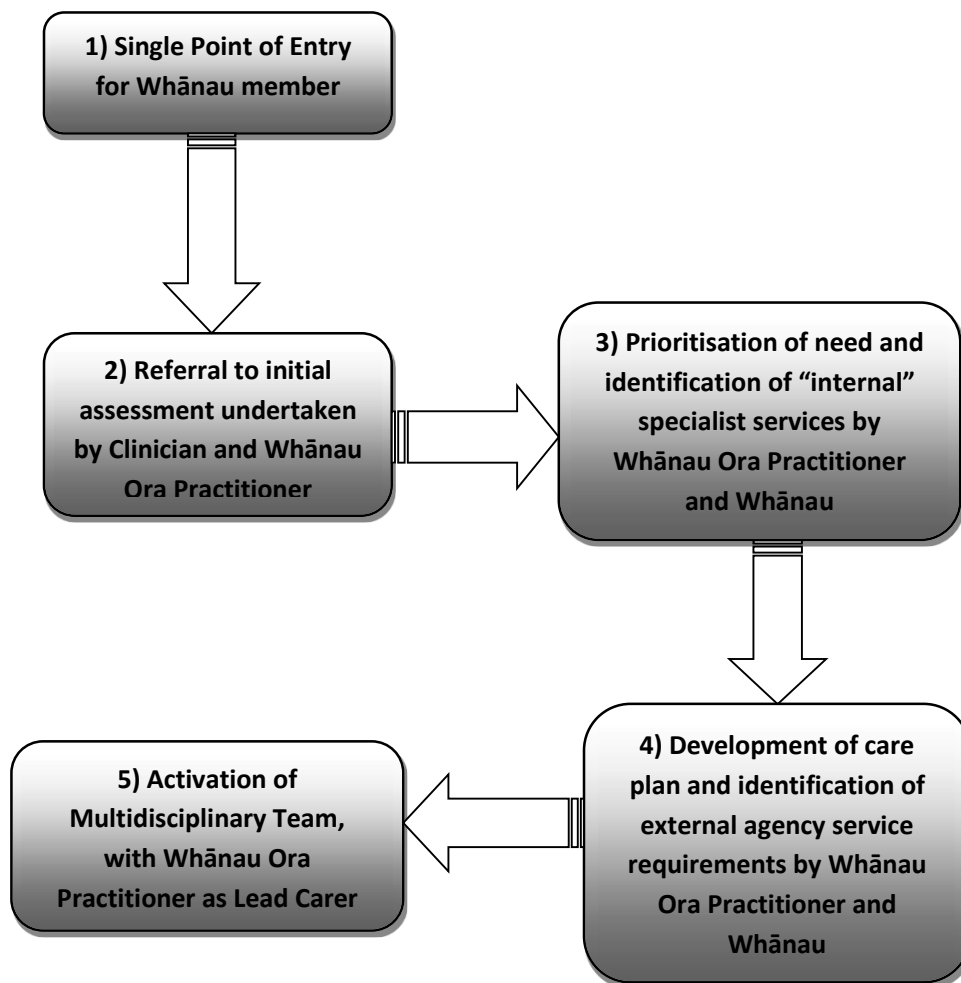 1) Single Point of Entry
for Whānau member
2) Referral to initial
assessment undertaken
by Clinician and Whānau
Ora Practitioner
3) Prioritisation of need and
identification of “internal”
specialist services by
Whānau Ora Practitioner
and Whānau
4) Development of care
plan and identification of
external agency service
requirements by Whānau
Ora Practitioner and
Whānau
5) Activation of
Multidisciplinary Team,
with Whānau Ora
Practitioner as Lead Carer